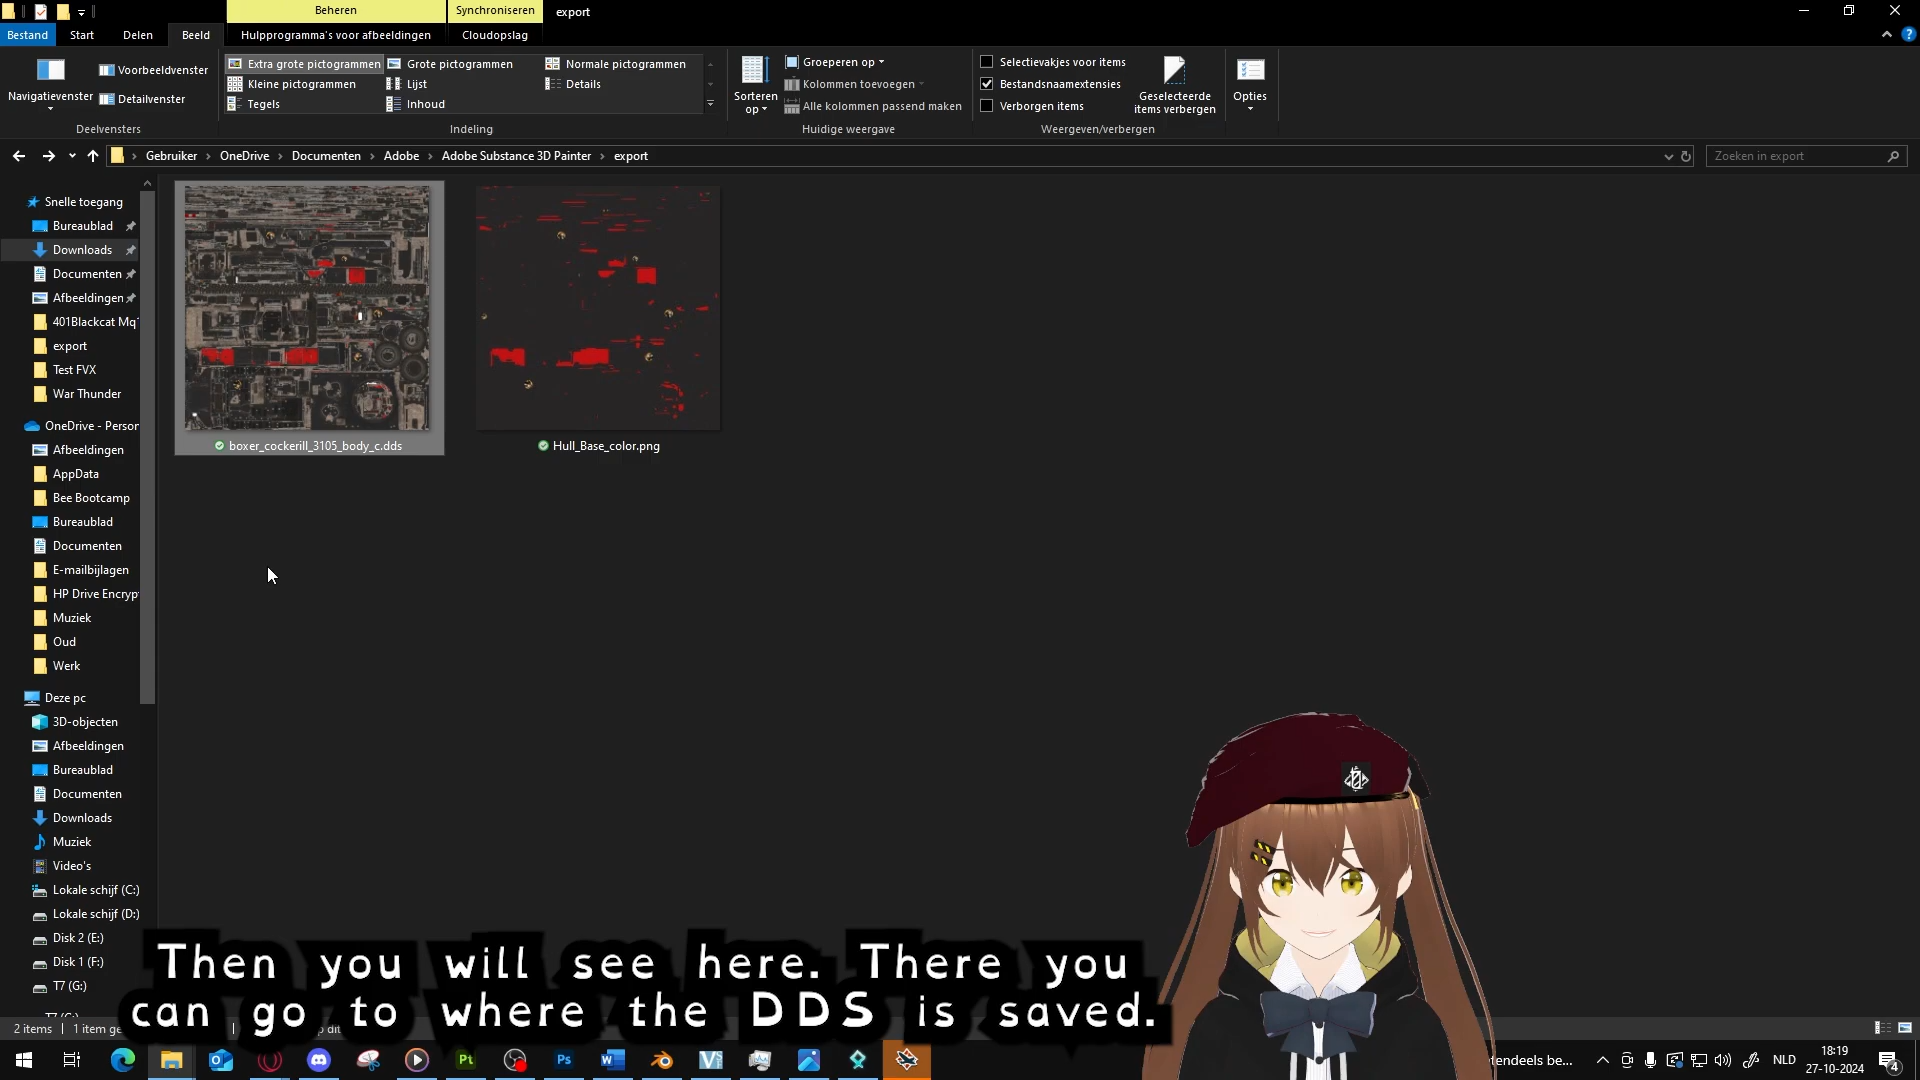 Beheren
Synchroniseren
export
Bestand
Start
Delen
Beeld
Hulpprogramma's voor afbeeldingen
Cloudopslag
Navigatievenster
Voorbeeldvenster
Detailvenster
Deelvensters
Extra grote pictogrammen
Grote pictogrammen
Normale pictogrammen
Kleine pictogrammen
Lijst
Details
Tegels
Inhoud
Indeling
Sorteren
op
Groeperen op
Kolommen toevoegen
Alle kolommen passend maken
Huidige weergave
Selectievakjes voor items
Bestandsnaamextensies
Verborgen items
Geselecteerde
items verbergen
Weergeven/verbergen
Opties
Gebruiker
OneDrive
Documenten
Adobe
Adobe Substance 3D Painter
export
Zoeken in export
Snelle toegang
Bureaublad
Downloads
Documenten
Afbeeldingen
401Blackcat Mq
export
Test FVX
War Thunder
OneDrive - Person
Afbeeldingen
AppData
Bee Bootcamp
Bureaublad
Documenten
E-mailbijlagen
HP Drive Encryp
Muziek
Oud
Werk
Deze pc
3D-objecten
Afbeeldingen
Bureaublad
Documenten
Downloads
Muziek
Video's
Lokale schijf (C:)
Lokale schijf (D:)
Disk 2 (E:)
Disk 1 (F:)
T7 (G:)
boxer_cockerill_3105_body_c.dds
Hull_Base_color.png
Then you will see here. There you
can go to where the DDS is saved.
2 items
1 item ge
Pt
Ps
W
tendeels be...
NLD
18:19
27-10-2024
4